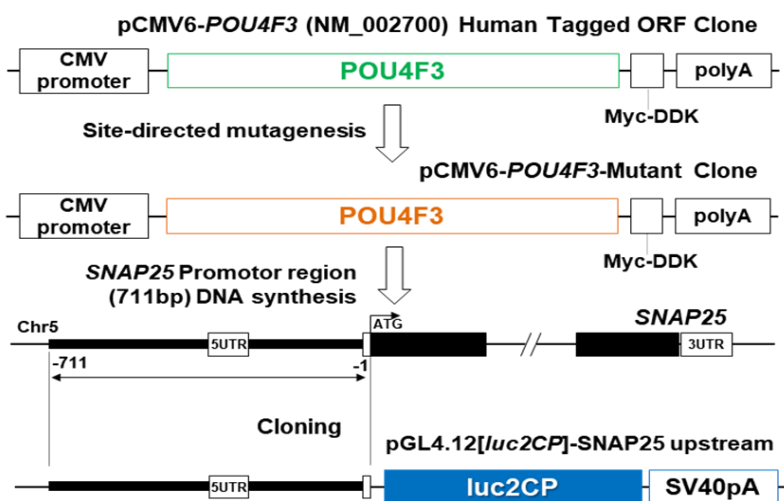 pCMV6-POU4F3 (NM_002700) Human Tagged ORF Clone
CMV promoter
POU4F3
polyA
Myc-DDK
Site-directed mutagenesis
pCMV6-POU4F3-Mutant Clone
CMV promoter
POU4F3
polyA
Myc-DDK
SNAP25 Promotor region
(711bp) DNA synthesis
Chr5
ATG
SNAP25
5UTR
3UTR
-711
-1
Cloning
pGL4.12[luc2CP]-SNAP25 upstream
5UTR
luc2CP
SV40pA